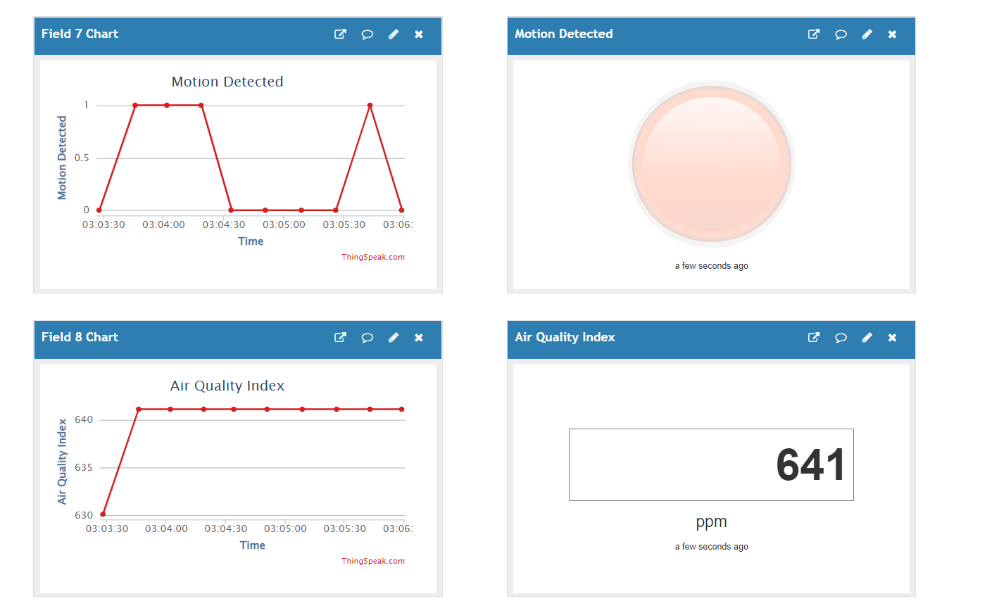 Field 7 Chart
Motion Detected
Motion Detected
1
0.5
0
03:03:30 03:04:00 03:04:30 03:05:00 03:05:30 03:06:
Time
ThingSpeak.com
Motion Detected
a few seconds ago
Field 8 Chart
Air Quality Index
Air Quality Index
640
635
630
03:03:30 03:04:00 03:04:30 03:05:00 03:05:30 03:06:
Time
ThingSpeak.com
Air Quality Index
641
ppm
a few seconds ago